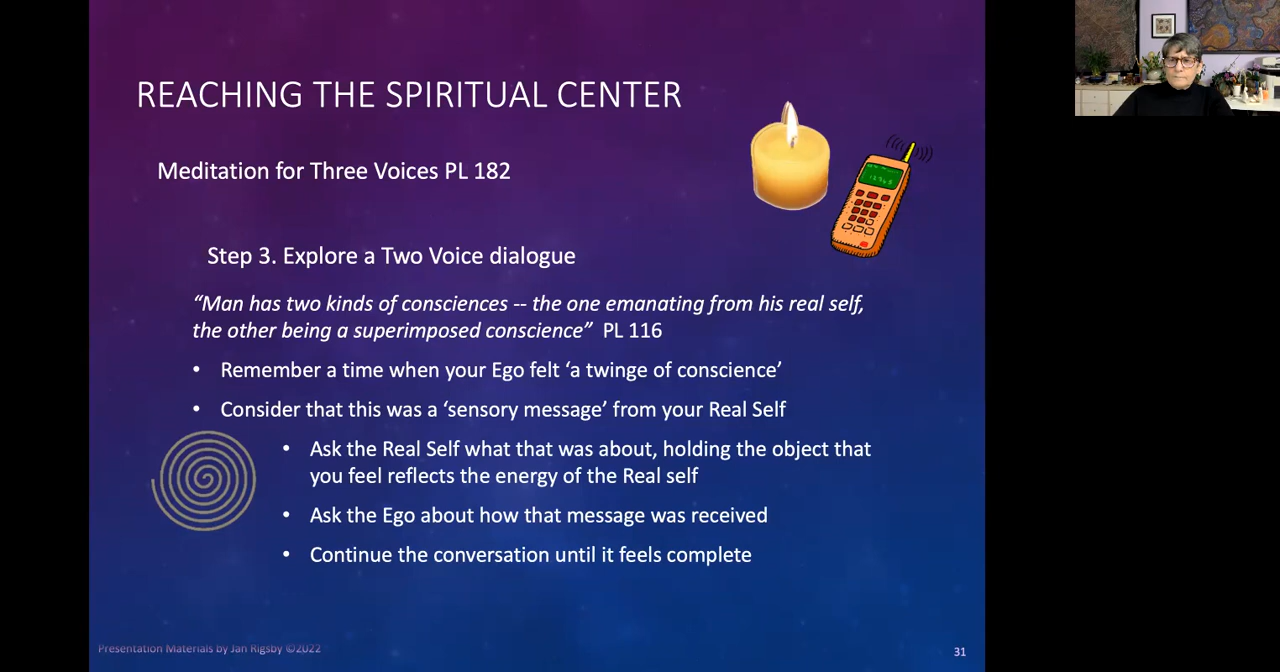 REACHING THE SPIRITUAL CENTER
Meditation for Three Voices PL 182
Step 3. Explore a Two Voice dialogue
“Man has two kinds of consciences -- the one emanating from his real self,
the other being a superimposed conscience” PL 116
• Remember a time when your Ego felt ‘a twinge of conscience’
• Consider that this was a ‘sensory message’ from your Real Self
• Ask the Real Self what that was about, holding the object that
you feel reflects the energy of the Real self
• Ask the Ego about how that message was received
• Continue the conversation until it feels complete
Presentation Materials by Jan Rigsby ©2022
31